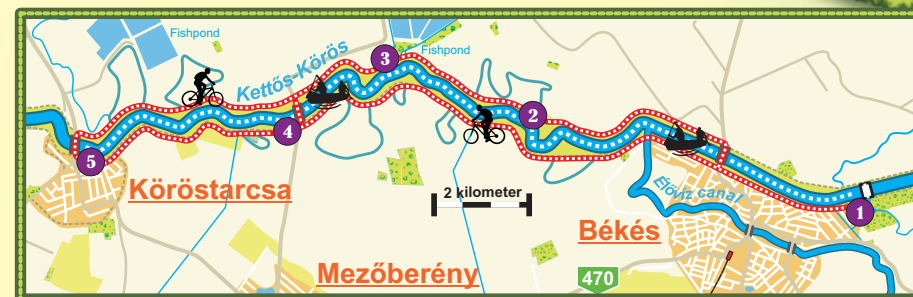 Fishpond
Fishpond
Kettős-Körös
3
2
4
5
1
Köröstarcsa
2 kilometer
Élővíz canal
Békés
Mezőberény
470